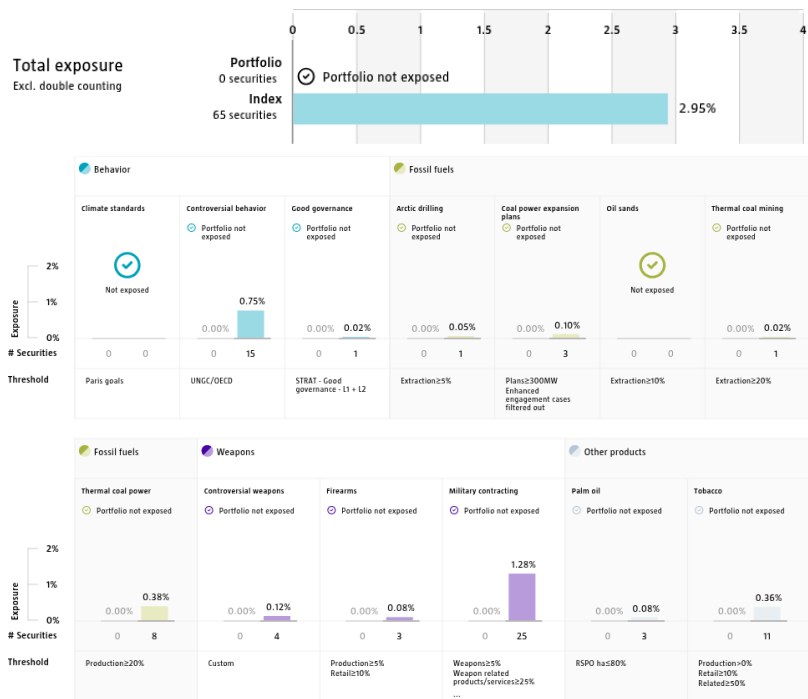 0 0.5 1 1.5 2 2.5 3 3.5 4
Total exposure
Excl. double counting
Portfolio
0 securities
Portfolio not exposed
Index
65 securities
2.95%
Behavior
Fossil fuels
Climate standards
Controversial behavior
Portfolio not
exposed
Good governance
Portfolio not
exposed
Arctic drilling
Portfolio not
exposed
Coal power expansion
plans
Portfolio not
exposed
Oil sands
Thermal coal mining
Portfolio not
exposed
Exposure
2%
1%
0%
Not exposed
0.00% 0.75%
0.00% 0.02%
0.00% 0.05%
0.00% 0.10%
Not exposed
0.00% 0.02%
# Securities
0 0
0 15
0 1
0 1
0 3
0 0
0 1
Threshold
Paris goals
UNGC/OECD
STRAT - Good
governance - L1 + L2
Extraction≥5%
Plans≥300MW
Enhanced
engagement cases
filtered out
Extraction≥10%
Extraction≥20%
Fossil fuels
Weapons
Other products
Thermal coal power
Portfolio not exposed
Controversial weapons
Portfolio not exposed
Firearms
Portfolio not exposed
Military contracting
Portfolio not exposed
Palm oil
Portfolio not exposed
Tobacco
Portfolio not exposed
Exposure
2%
1%
0%
0.00% 0.38%
0.00% 0.12%
0.00% 0.08%
0.00% 1.28%
0.00% 0.08%
0.00% 0.36%
# Securities
0 8
0 4
0 3
0 25
0 3
0 11
Threshold
Production≥20%
Custom
Production≥5%
Retail≥10%
Weapons≥5%
Weapon related
products/services≥25%
...
RSPO ha≤80%
Production>0%
Retail≥10%
Related≥50%